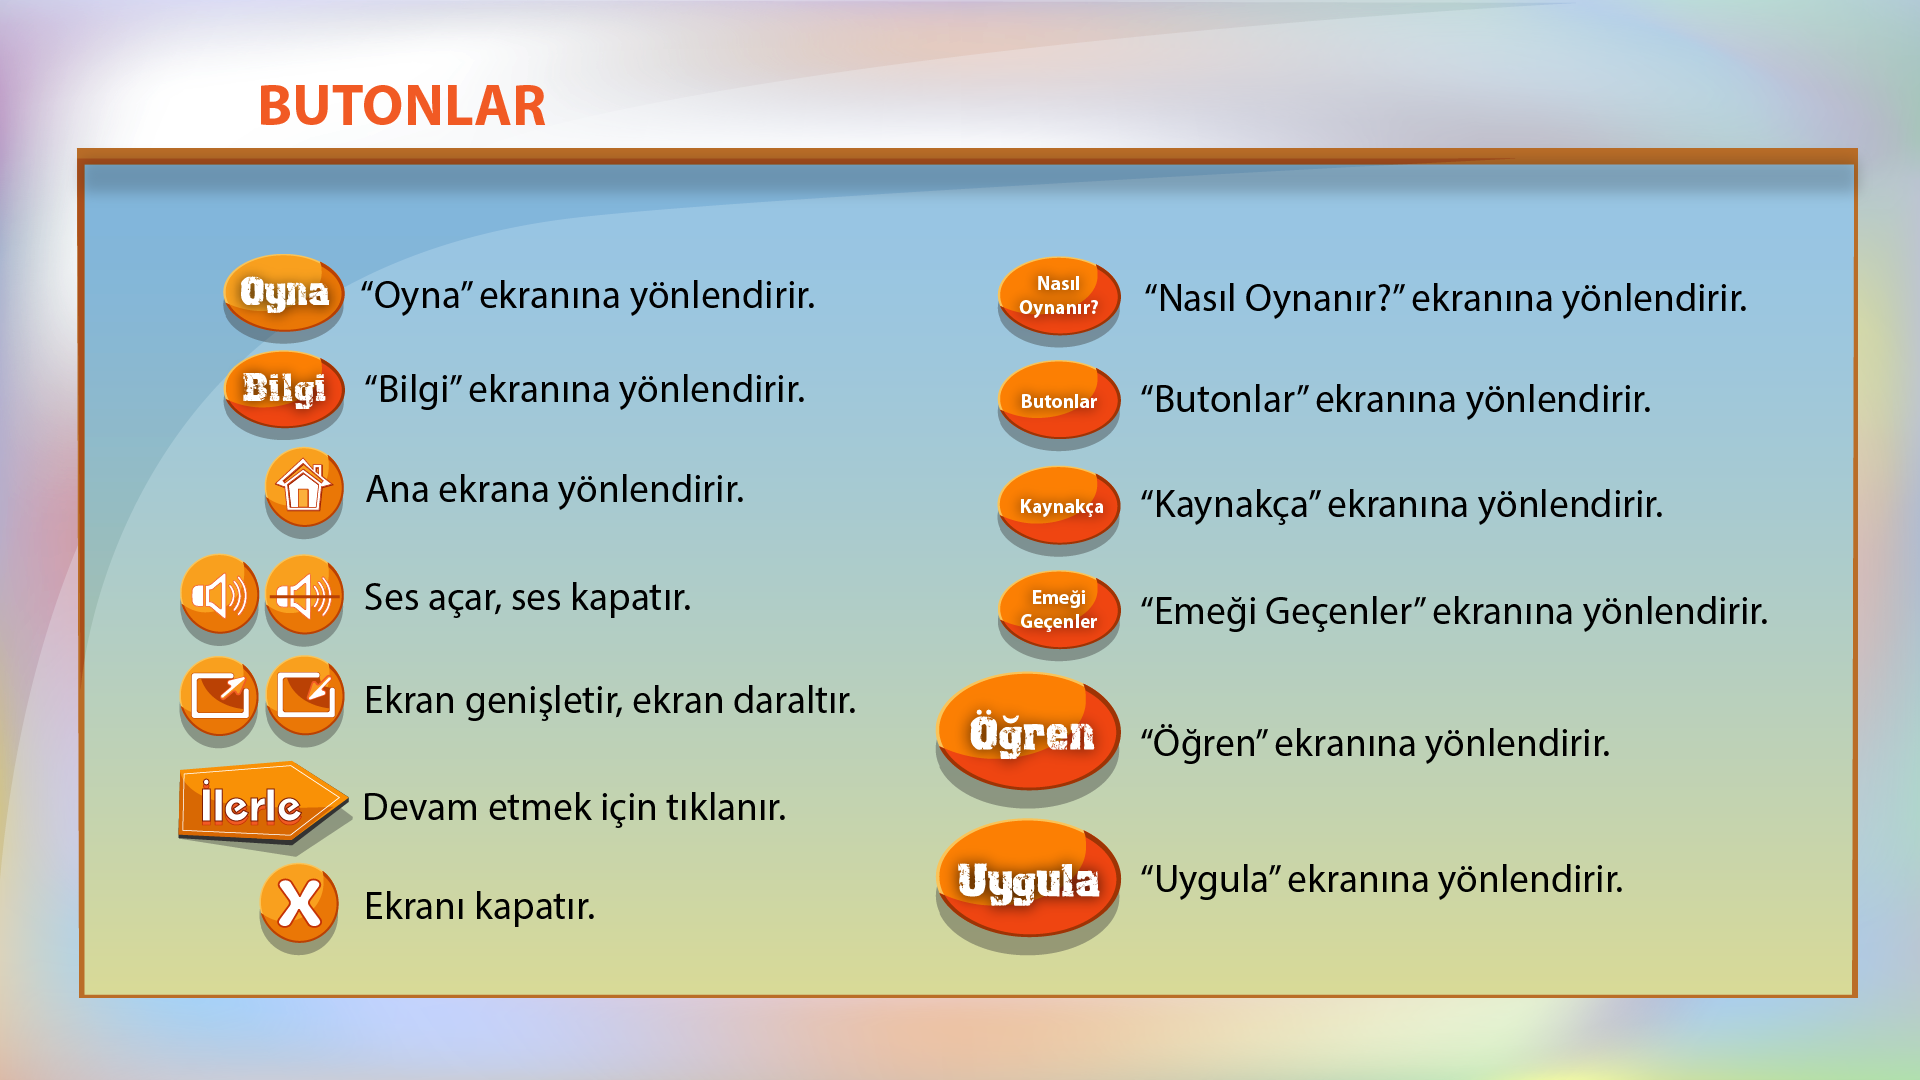 BUTONLAR
Oyna
“Oyna” ekranına yönlendirir.
Bilgi
“Bilgi” ekranına yönlendirir.
Ana ekrana yönlendirir.
Ses açar, ses kapatır.
Ekran genişletir, ekran daraltır.
İlerle
Devam etmek için tıklanır.
X
Ekranı kapatır.
Nasıl
Oynanır?
“Nasıl Oynanır?” ekranına yönlendirir.
Butonlar
“Butonlar” ekranına yönlendirir.
Kaynakça
“Kaynakça” ekranına yönlendirir.
Emeği
Geçenler
“Emeği Geçenler” ekranına yönlendirir.
Öğren
“Öğren” ekranına yönlendirir.
Uygula
“Uygula” ekranına yönlendirir.